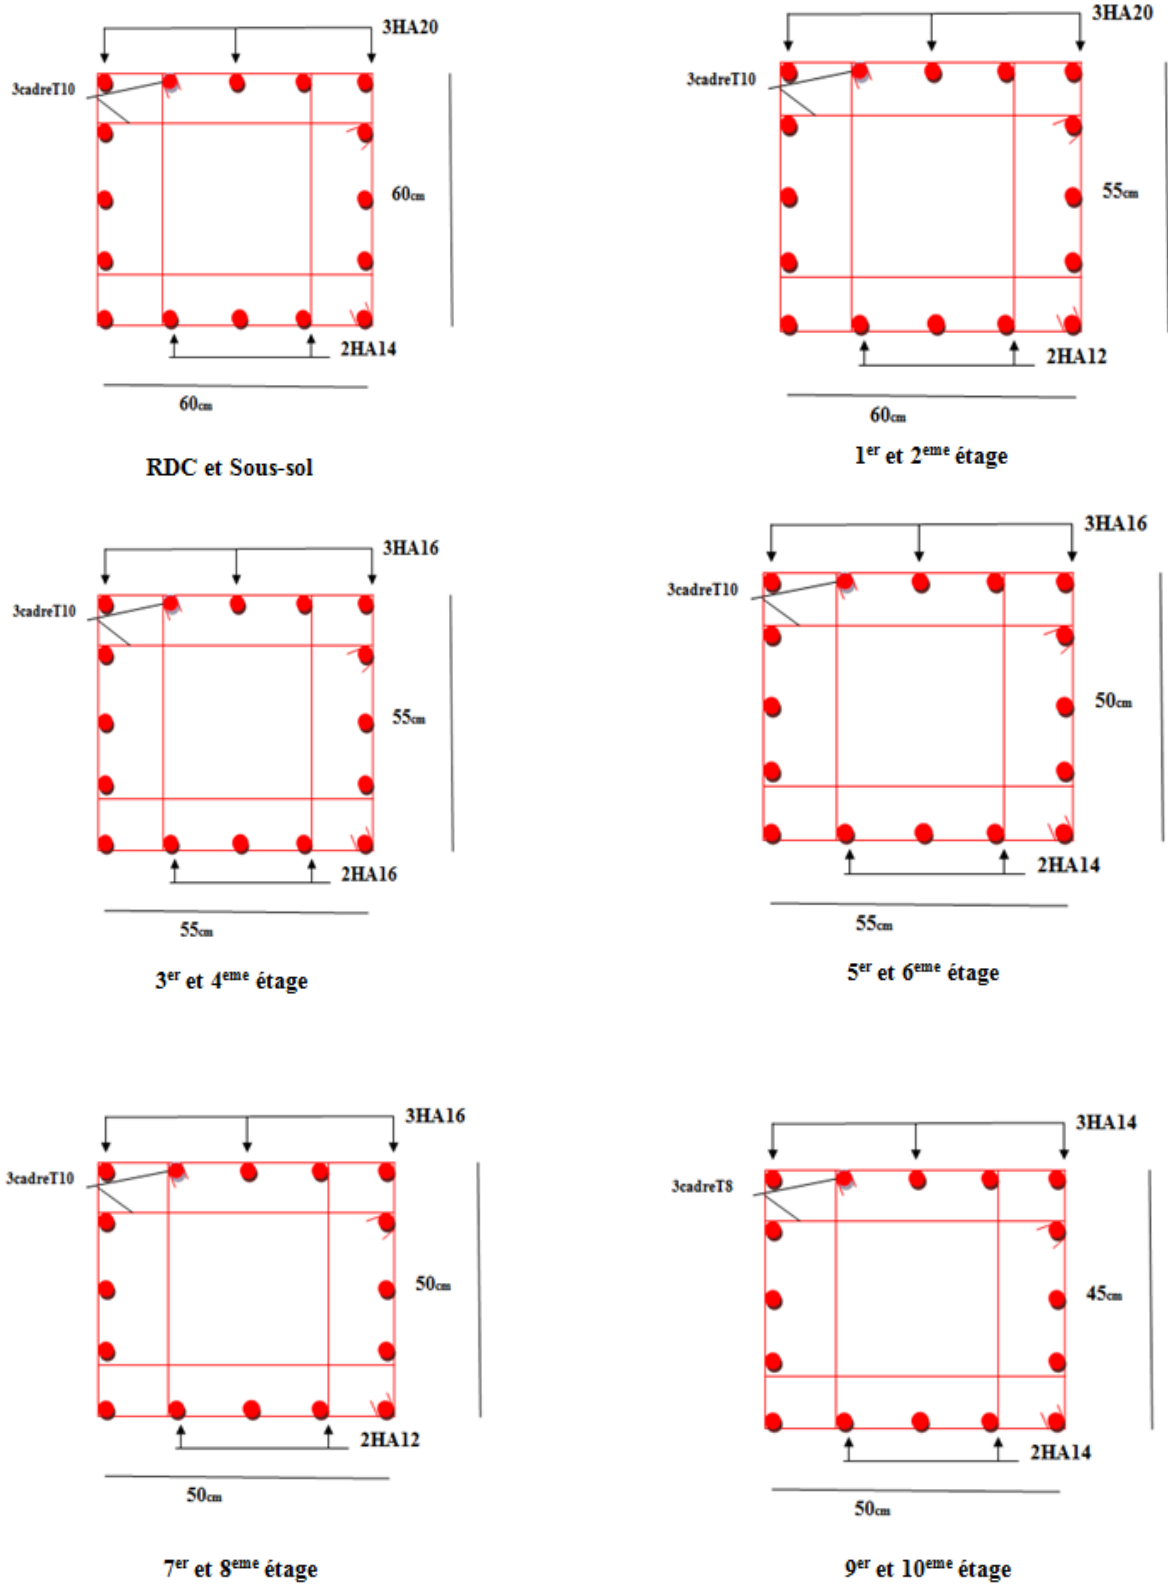 3HA20
3cadreT10
60cm
2HA14
60cm
RDC et Sous-sol
3HA20
3cadreT10
55cm
2HA12
60cm
1er et 2eme étage
3HA16
3cadreT10
55cm
2HA16
55cm
3er et 4eme étage
3HA16
3cadreT10
50cm
2HA14
55cm
5er et 6eme étage
3HA16
3cadreT10
50cm
2HA12
50cm
7er et 8eme étage
3HA14
3cadreT8
45cm
2HA14
50cm
9er et 10eme étage